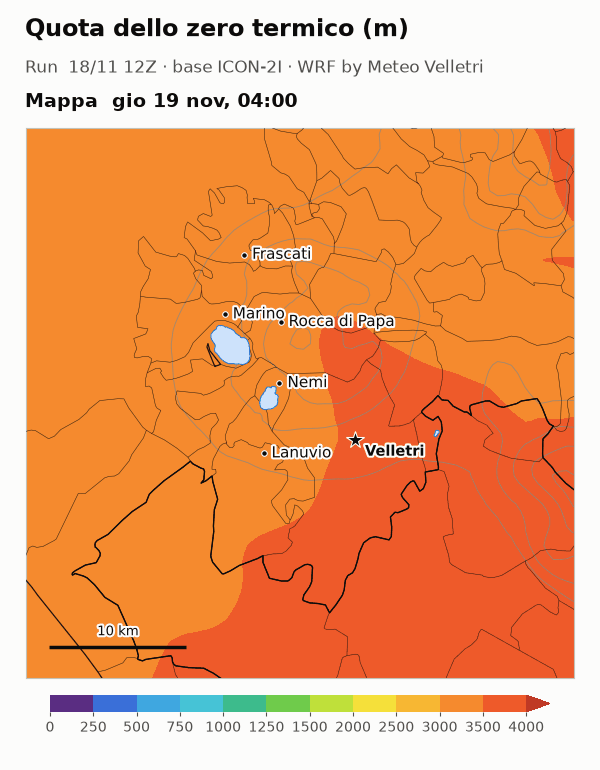 Quota dello zero termico (m)
Run  18/11 12Z · base ICON-2I · WRF by Meteo Velletri
Mappa  gio 19 nov, 04:00
Frascati
Marino
Rocca di Papa
Nemi
Velletri
Lanuvio
10 km
0 250 500 750 1000 1250 1500 2000 2500 3000 3500 4000